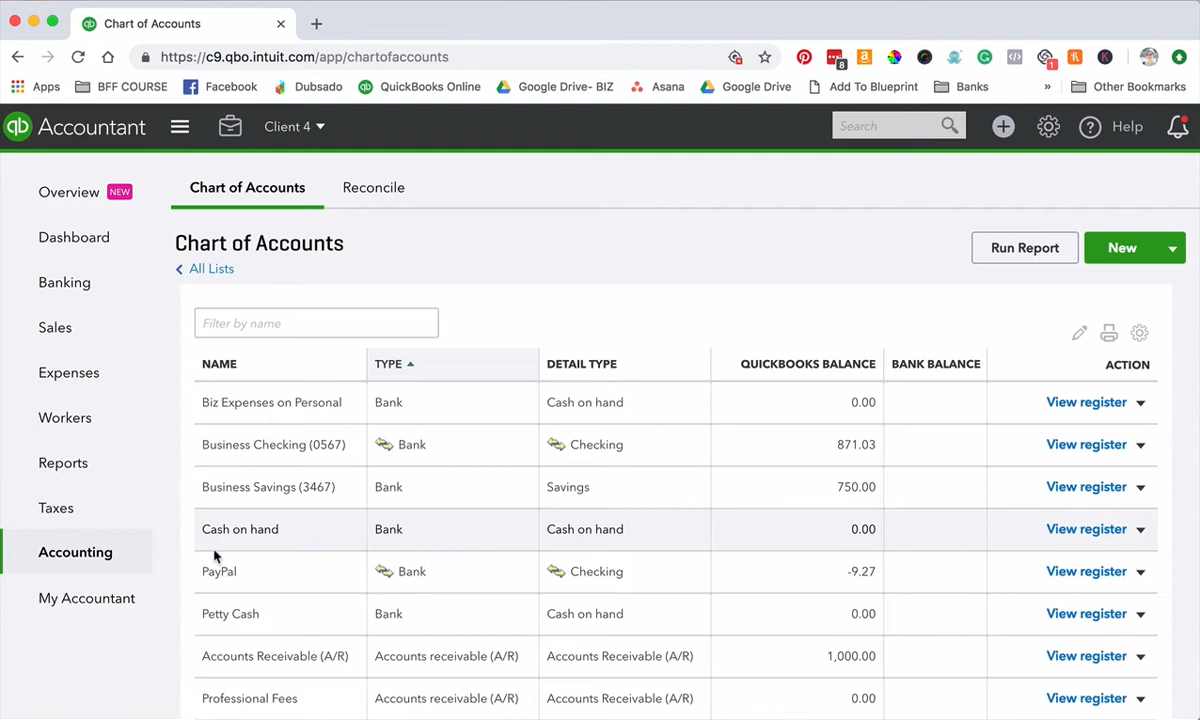 Chart of Accounts
https://c9.qbo.intuit.com/app/chartofaccounts
8
1
Apps BFF COURSE Facebook Dubsado QuickBooks Online Google Drive- BIZ Asana Google Drive Add To Blueprint Banks » Other Bookmarks
qb Accountant Client 4 Search Help
Overview NEW
Dashboard
Banking
Sales
Expenses
Workers
Reports
Taxes
Accounting
My Accountant
Chart of Accounts Reconcile
Chart of Accounts
All Lists
Run Report New
Filter by name
NAME TYPE DETAIL TYPE QUICKBOOKS BALANCE BANK BALANCE ACTION
Biz Expenses on Personal Bank Cash on hand 0.00 View register
Business Checking (0567) Bank Checking 871.03 View register
Business Savings (3467) Bank Savings 750.00 View register
Cash on hand Bank Cash on hand 0.00 View register
PayPal Bank Checking -9.27 View register
Petty Cash Bank Cash on hand 0.00 View register
Accounts Receivable (A/R) Accounts receivable (A/R) Accounts Receivable (A/R) 1,000.00 View register
Professional Fees Accounts receivable (A/R) Accounts Receivable (A/R) 0.00 View register